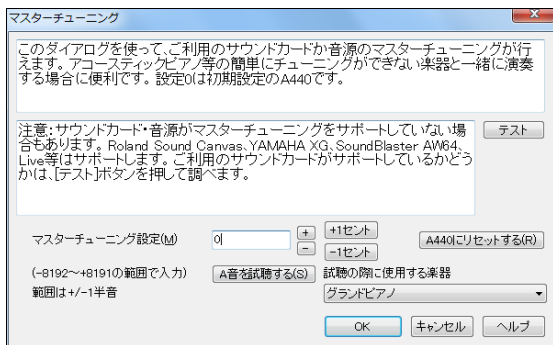 マスターチューニング
このダイアログを使って、ご利用のサウンドカードか音源のマスターチューニングが行
えます。アコースティックピアノ等の簡単にチューニングができない楽器と一緒に演奏
する場合に便利です。設定0は初期設定のA440です。
注意:サウンドカード・音源がマスターチューニングをサポートしていない場
合もあります。Roland Sound Canvas、YAMAHA XG、SoundBlaster AW64、
Live等はサポートします。ご利用のサウンドカードがサポートしているかどう
かは、[テスト]ボタンを押して調べます。
テスト
マスターチューニング設定(M)
0
+
-
+1セント
-1セント
A440にリセットする(R)
(-8192～+8191の範囲で入力)
範囲は+/-1半音
A音を試聴する(S)
試聴の際に使用する楽器
グランドピアノ
OK
キャンセル
ヘルプ